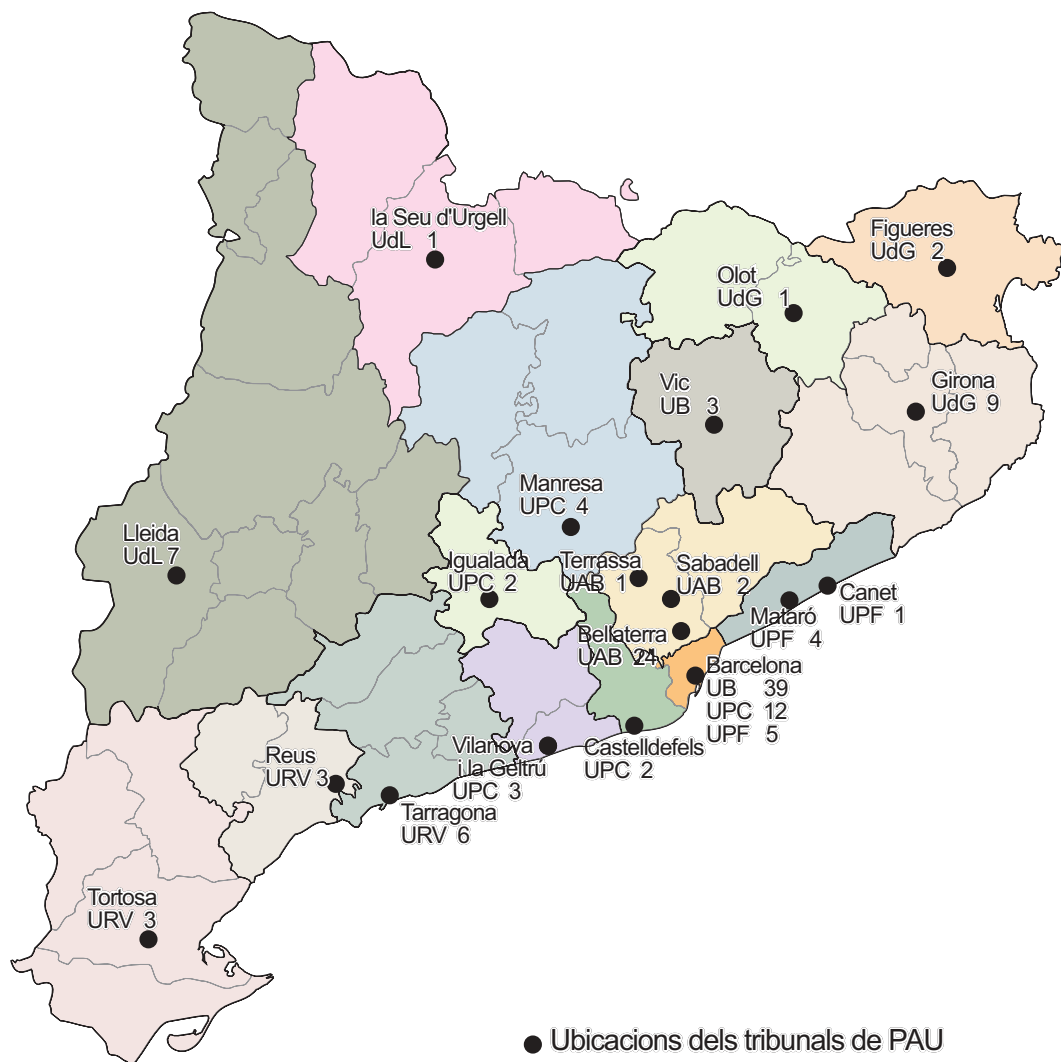 la Seu d'Urgell
UdL 1
Figueres
UdG 2
Olot
UdG 1
Vic
UB 3
Girona
UdG 9
Manresa
UPC 4
Lleida
UdL 7
Igualada
UPC 2
Terrassa
UAB 1
Sabadell
UAB 2
Canet
UPF 1
Mataró
UPF 4
Bellaterra
UAB 24
Barcelona
UB 39
UPC 12
UPF 5
Vilanova
i la Geltrú
UPC 3
Castelldefels
UPC 2
Reus
URV 3
Tarragona
URV 6
Tortosa
URV 3
Ubicacions dels tribunals de PAU